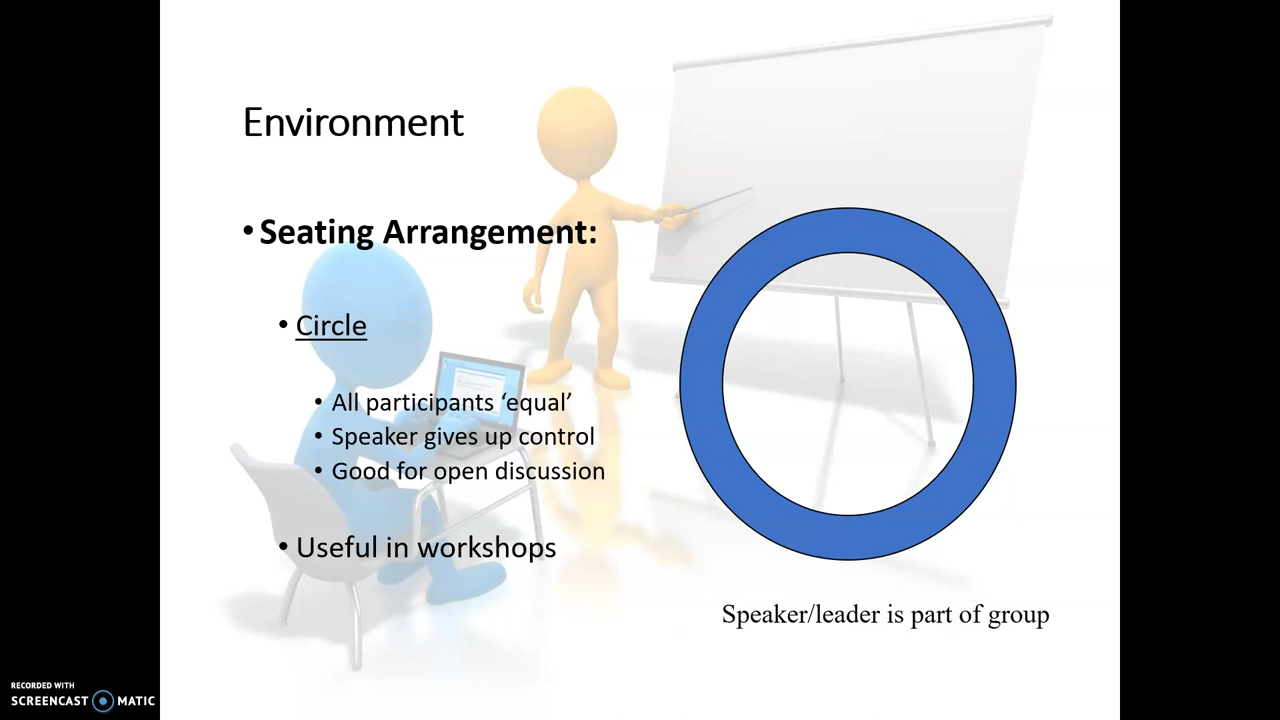 Environment
• Seating Arrangement:
• Circle
• All participants ‘equal’
• Speaker gives up control
• Good for open discussion
• Useful in workshops
Speaker/leader is part of group
RECORDED WITH
SCREENCAST MATIC